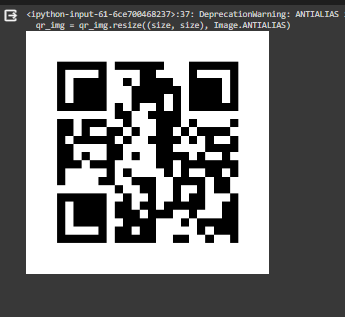 <ipython-input-61-6ce700468237>:37: DeprecationWarning: ANTIALIAS
qr_img = qr_img.resize((size, size), Image.ANTIALIAS)